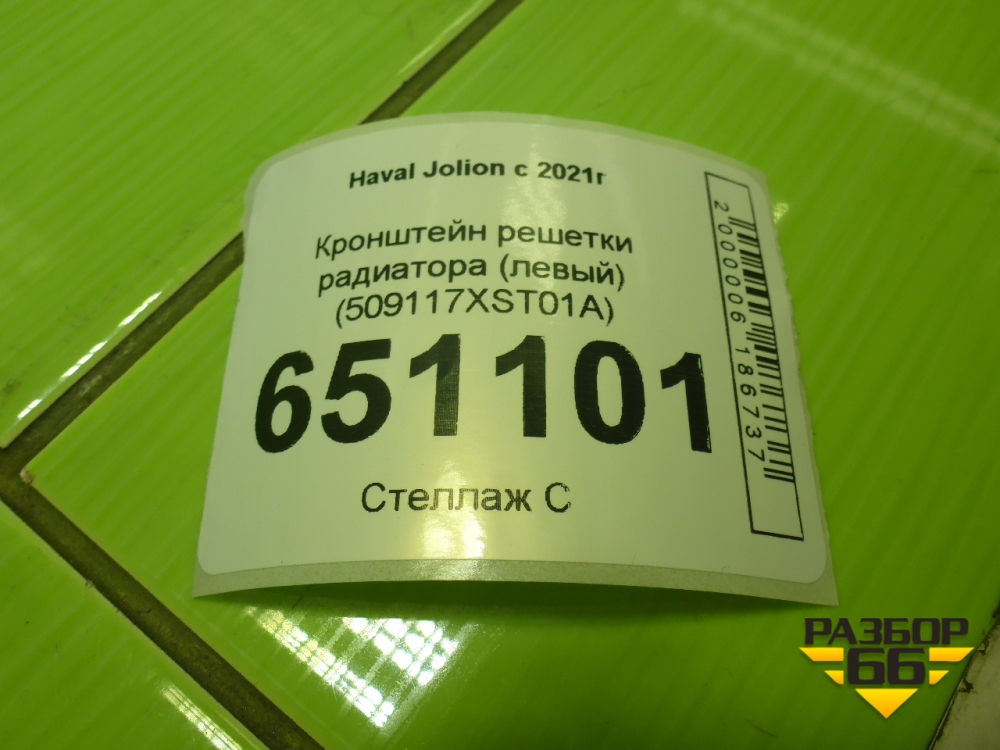 Haval Jolion с 2021г
Кронштейн решетки
радиатора (левый)
(509117XST01A)
651101
Стеллаж С
2000006186737
РАЗБОР
66